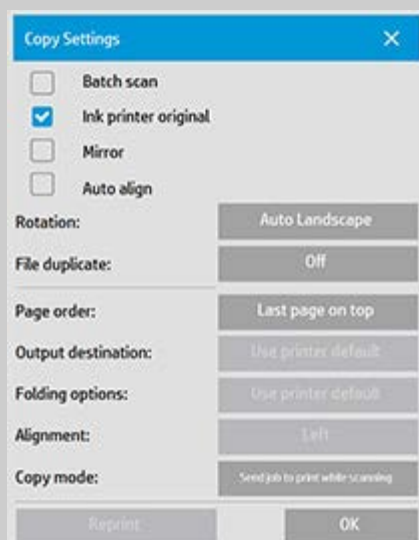 Copy Settings
Batch scan
Ink printer original
Mirror
Auto align
Rotation: Auto Landscape
File duplicate: Off
Page order: Last page on top
Output destination: Use printer default
Folding options: Use printer default
Alignment: Left
Copy mode: Send job to print while scanning
Reprint OK